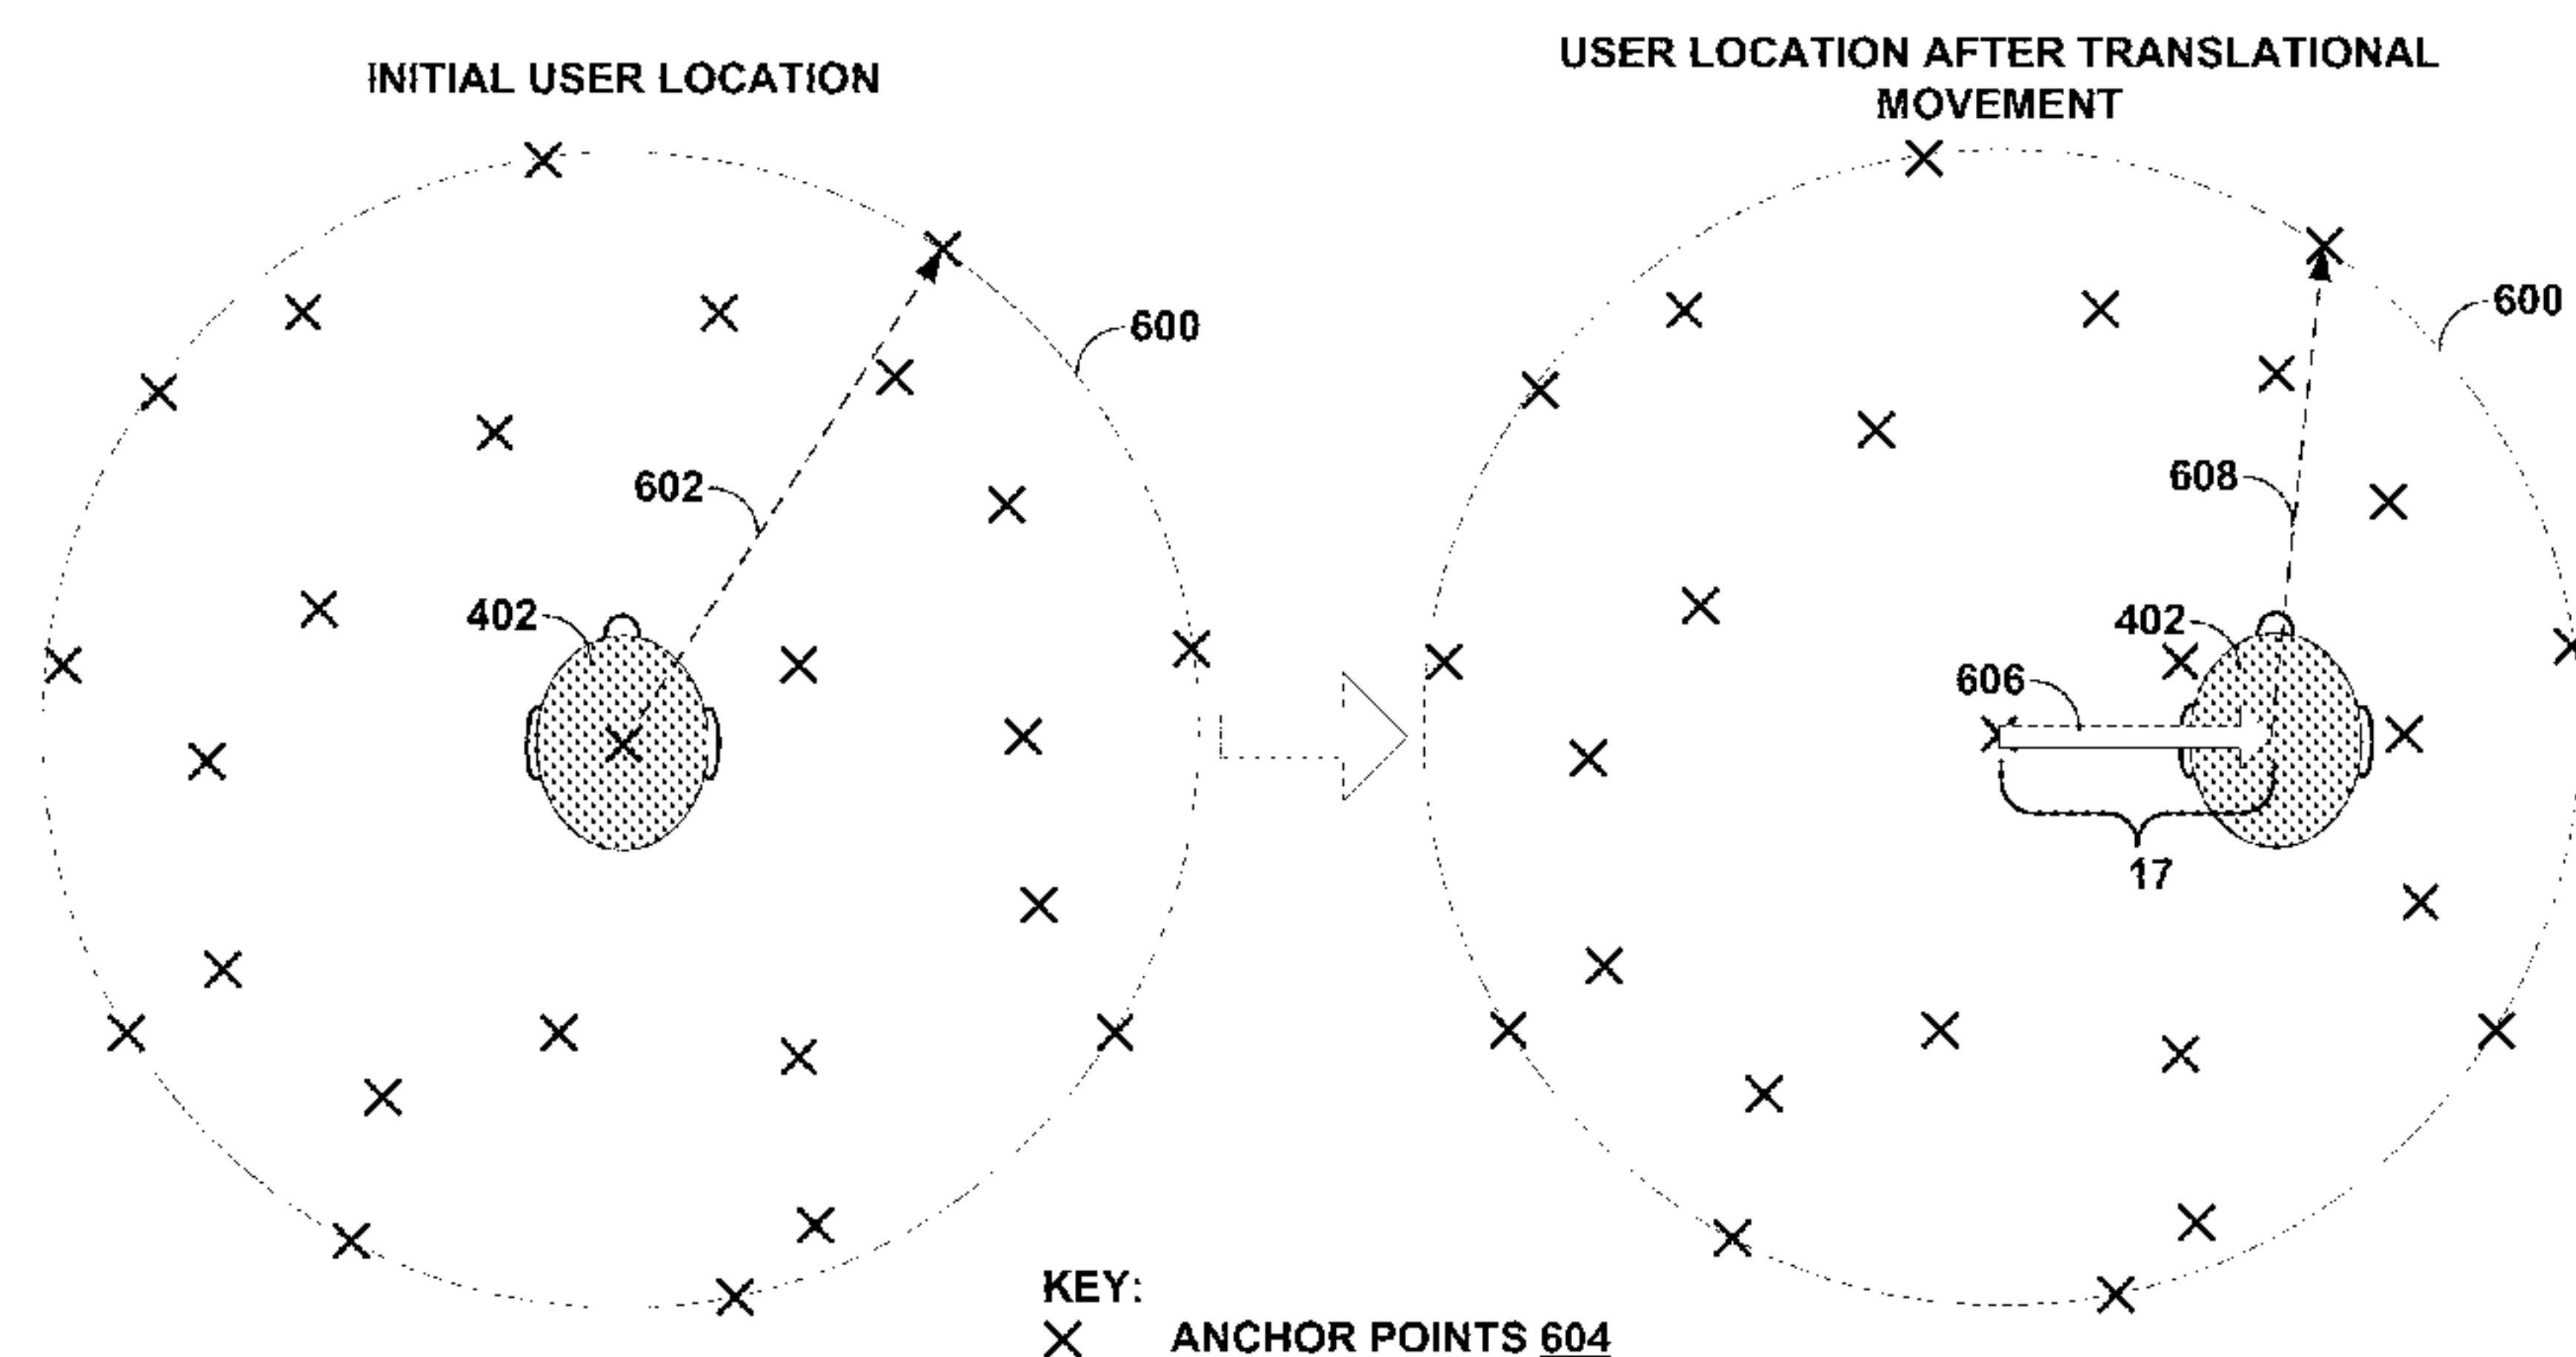 INITIAL USER LOCATION
USER LOCATION AFTER TRANSLATIONAL
MOVEMENT
600
602
402
600
608
402
606
17
KEY:
ANCHOR POINTS 604